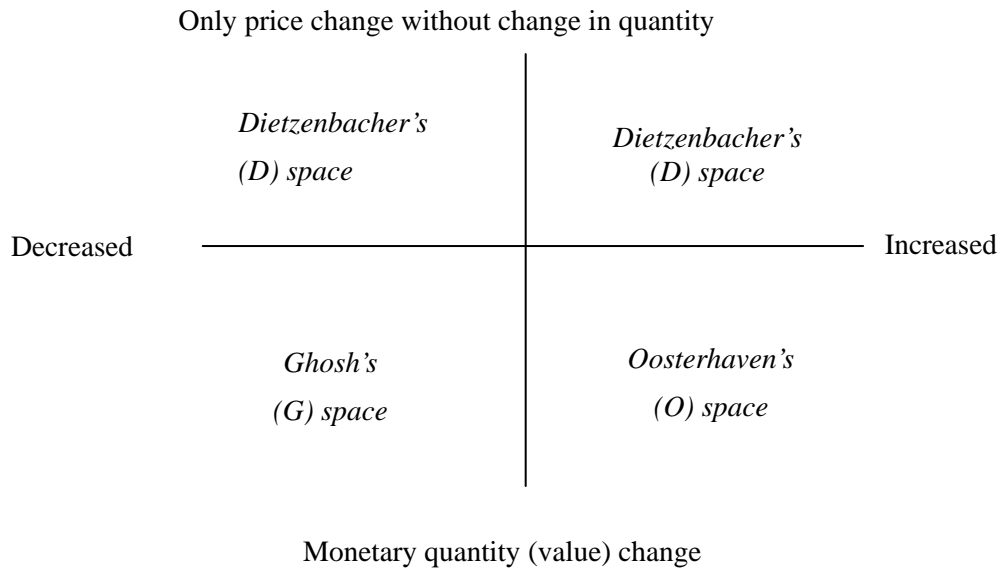 Only price change without change in quantity
Dietzenbacher’s
(D) space
Dietzenbacher’s
(D) space
Decreased
Increased
Ghosh’s
(G) space
Oosterhaven’s
(O) space
Monetary quantity (value) change